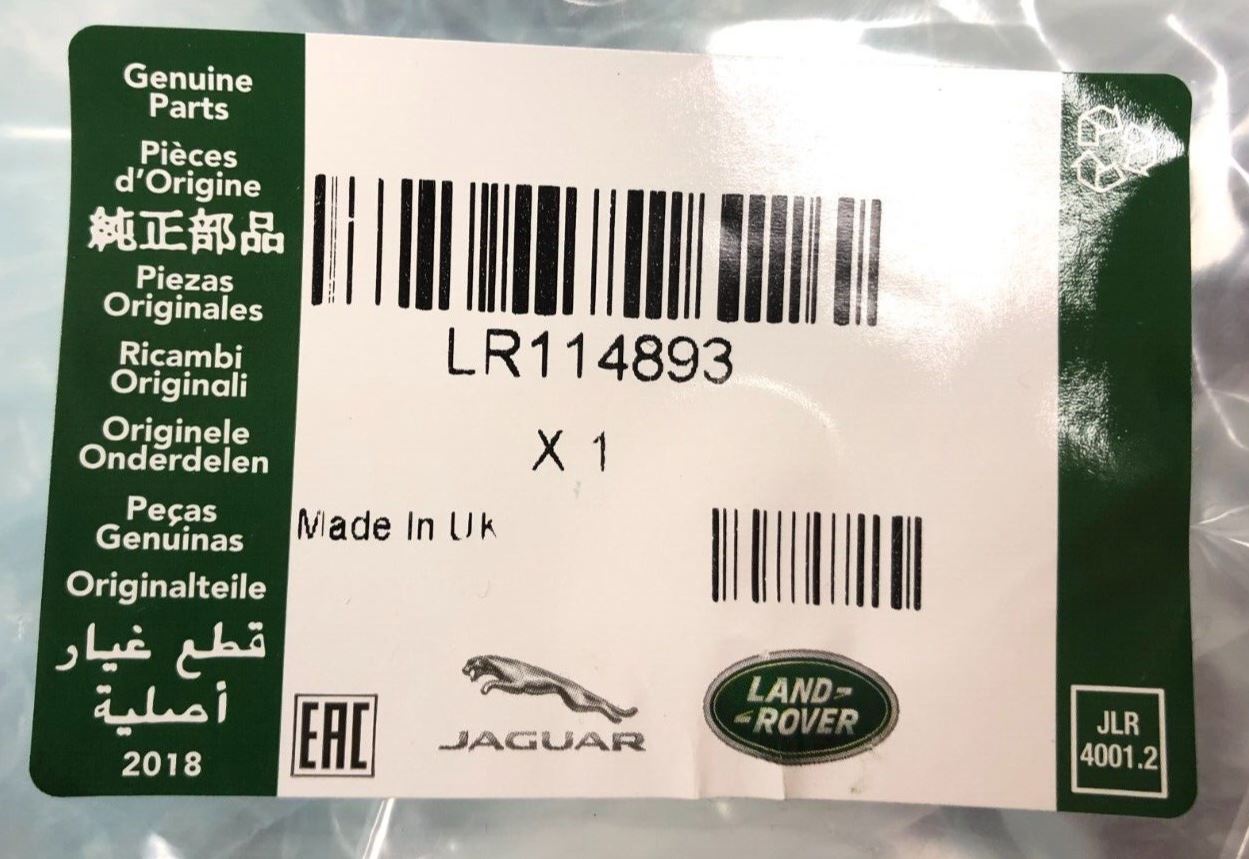 Genuine
Parts
Pièces
d'Origine
純正部品
Piezas
Originales
Ricambi
Originali
Originele
Onderdelen
Peças
Genuinas
Originalteile
قطع غيار
أصلية
2018
LR114893
X 1
Made In UK
EAC
JAGUAR
LAND-
-ROVER
JLR
4001.2